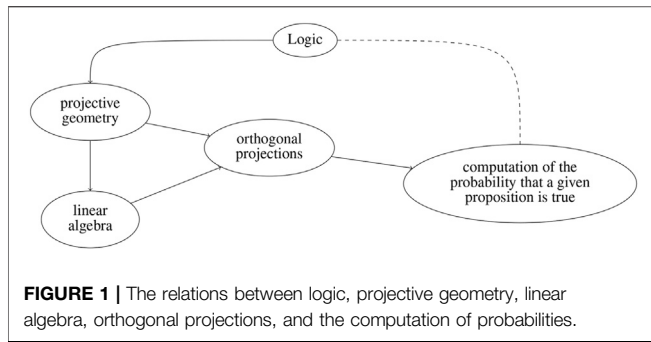 Logic
projective
geometry
orthogonal
projections
computation of the
probability that a given
proposition is true
linear
algebra
FIGURE 1 | The relations between logic, projective geometry, linear
algebra, orthogonal projections, and the computation of probabilities.